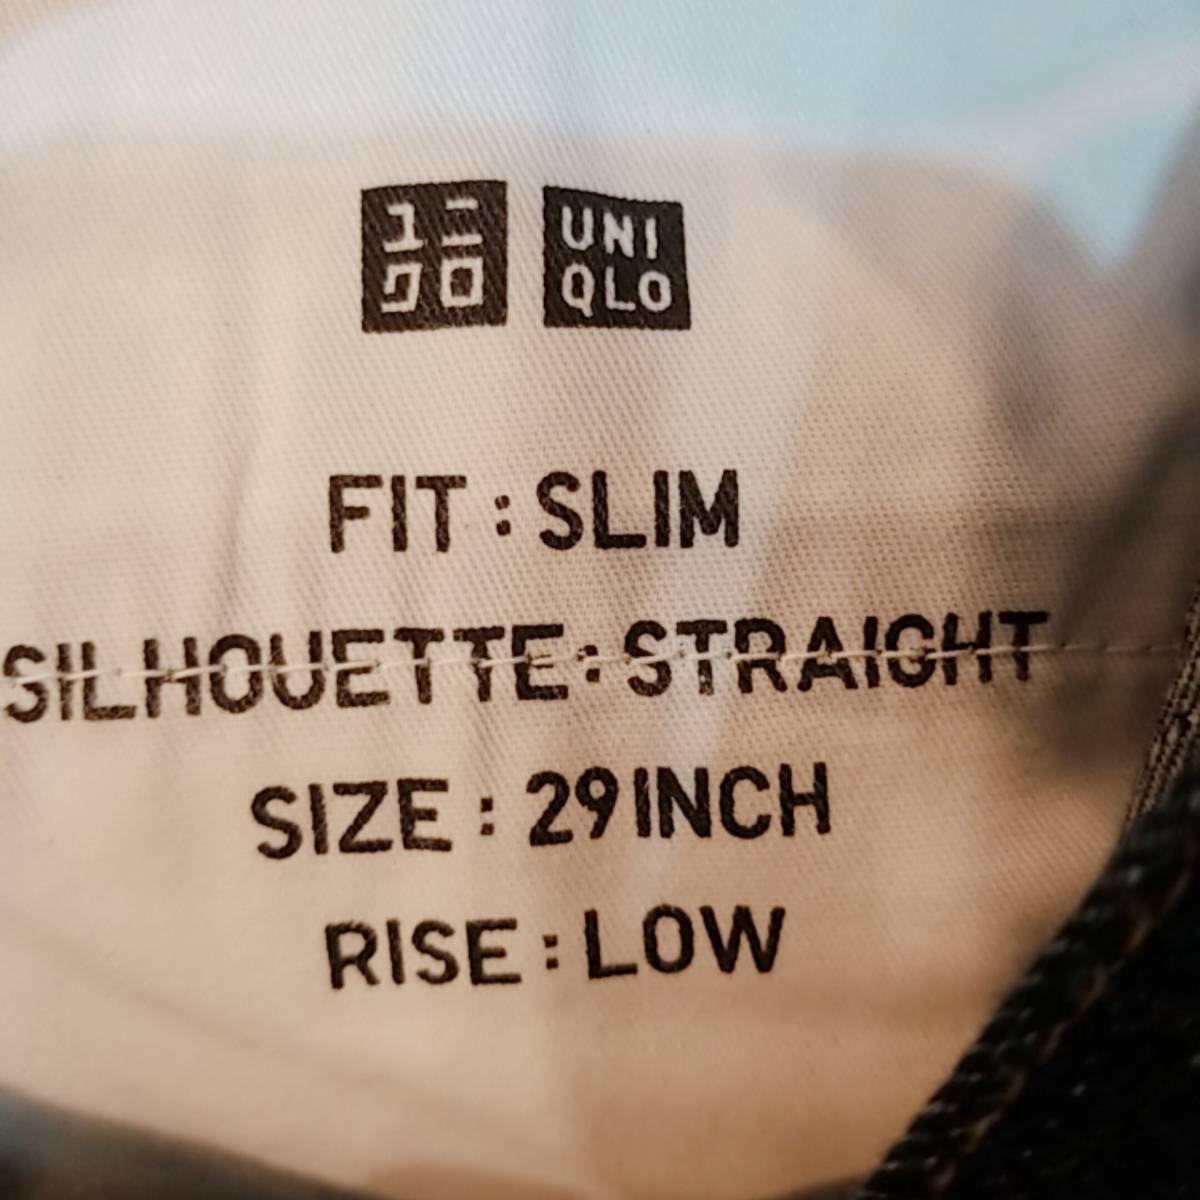 ユニ UNI
クロ QLO
FIT : SLIM
SILHOUETTE : STRAIGHT
SIZE : 29INCH
RISE : LOW